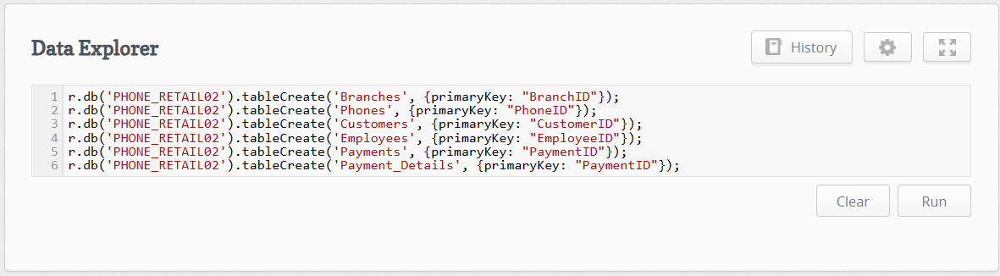 Data Explorer
History
1 r.db('PHONE_RETAIL02').tableCreate('Branches', {primaryKey: "BranchID"});
2 r.db('PHONE_RETAIL02').tableCreate('Phones', {primaryKey: "PhoneID"});
3 r.db('PHONE_RETAIL02').tableCreate('Customers', {primaryKey: "CustomerID"});
4 r.db('PHONE_RETAIL02').tableCreate('Employees', {primaryKey: "EmployeeID"});
5 r.db('PHONE_RETAIL02').tableCreate('Payments', {primaryKey: "PaymentID"});
6 r.db('PHONE_RETAIL02').tableCreate('Payment_Details', {primaryKey: "PaymentID"});
Clear
Run